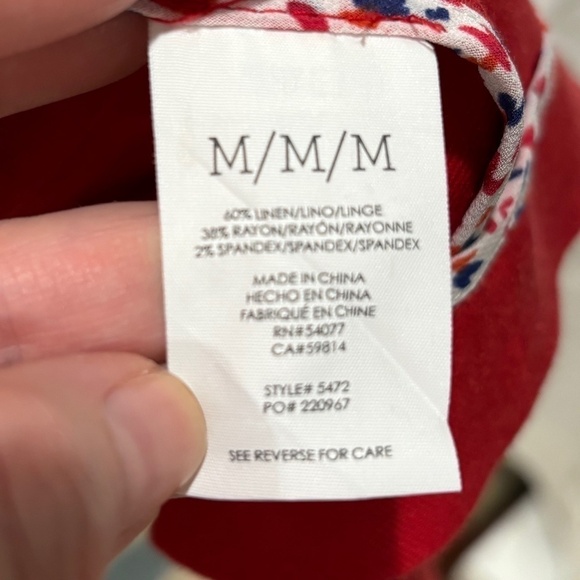 M/M/M
60% LINEN/LINO/LINGE
38% RAYON/RAYÓN/RAYONNE
2% SPANDEX/SPANDEX/SPANDEX
MADE IN CHINA
HECHO EN CHINA
FABRIQUÉ EN CHINE
RN#54077
CA#59814
STYLE# 5472
PO# 220967
SEE REVERSE FOR CARE